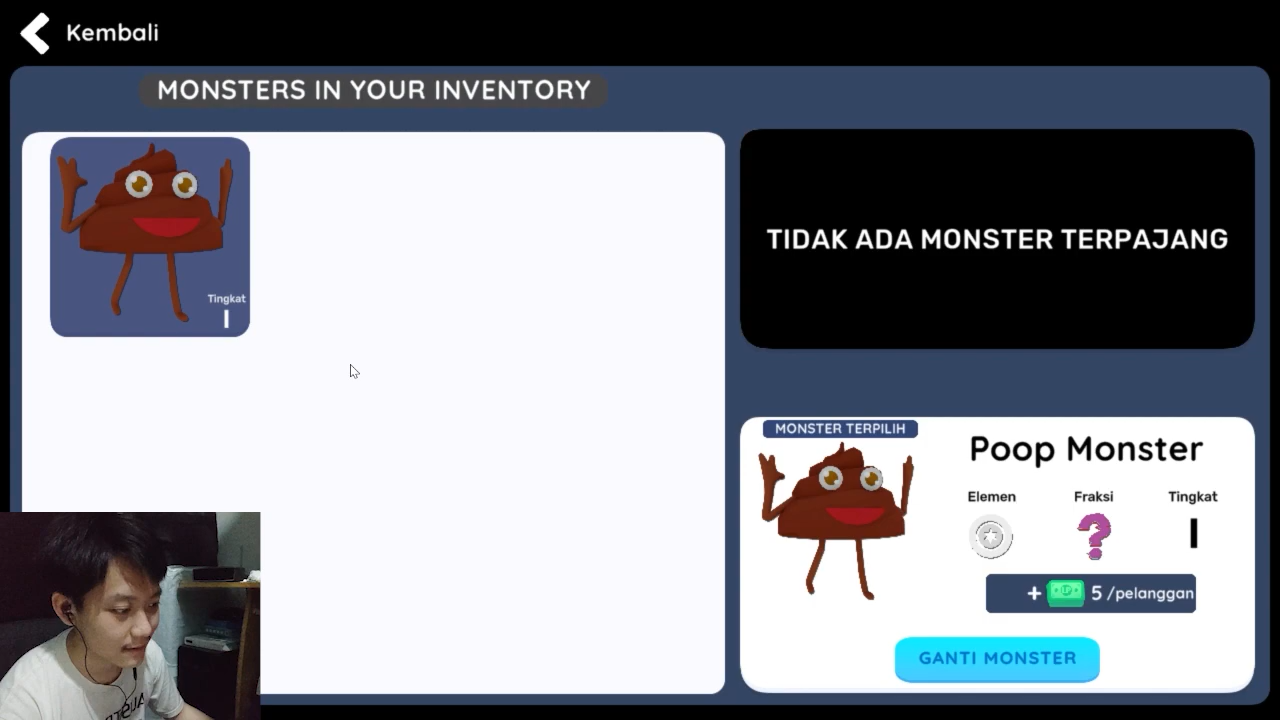 Kembali
MONSTERS IN YOUR INVENTORY
Tingkat
I
TIDAK ADA MONSTER TERPAJANG
MONSTER TERPILIH
Poop Monster
Elemen Fraksi Tingkat
? I
+ 5 /pelanggan
GANTI MONSTER